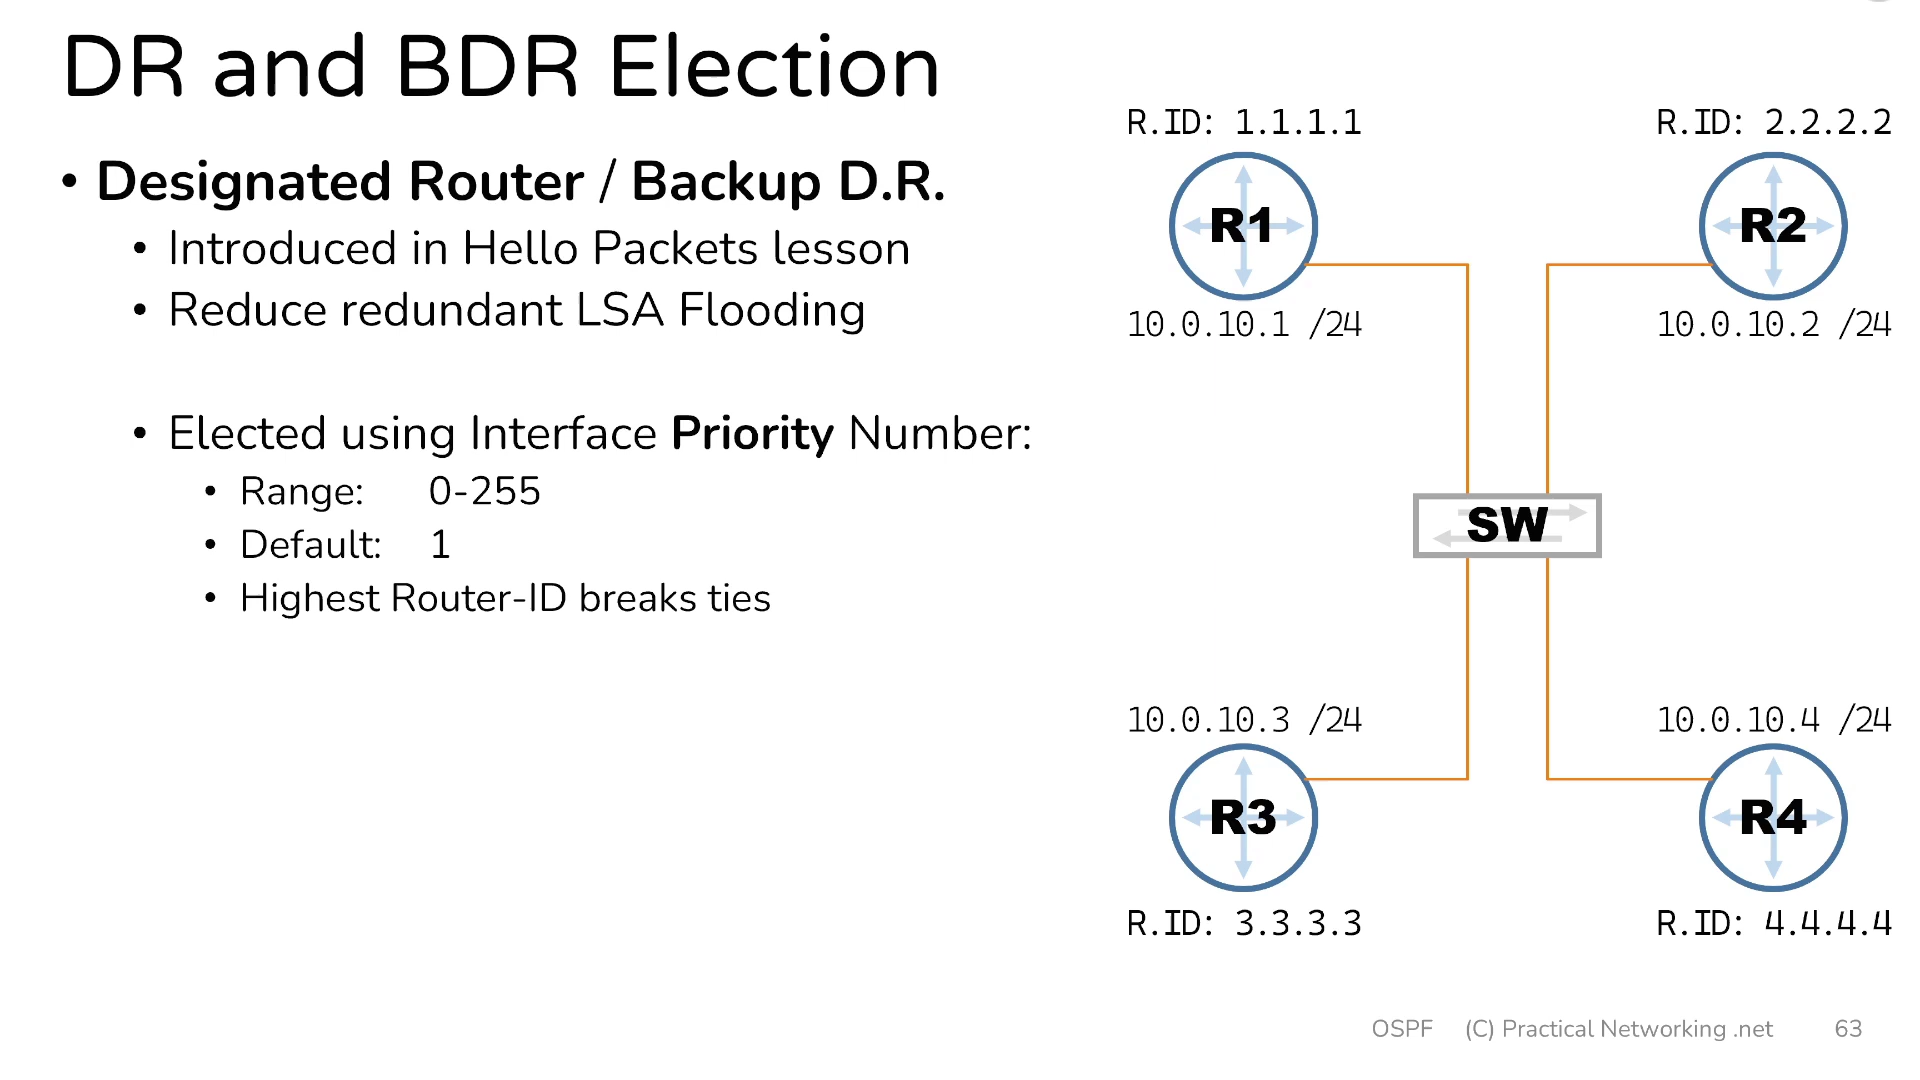 DR and BDR Election
• Designated Router / Backup D.R.
• Introduced in Hello Packets lesson
• Reduce redundant LSA Flooding
• Elected using Interface Priority Number:
• Range: 0-255
• Default: 1
• Highest Router-ID breaks ties
R.ID: 1.1.1.1
R1
10.0.10.1 /24
R.ID: 2.2.2.2
R2
10.0.10.2 /24
SW
10.0.10.3 /24
R3
R.ID: 3.3.3.3
10.0.10.4 /24
R4
R.ID: 4.4.4.4
OSPF (C) Practical Networking .net 63